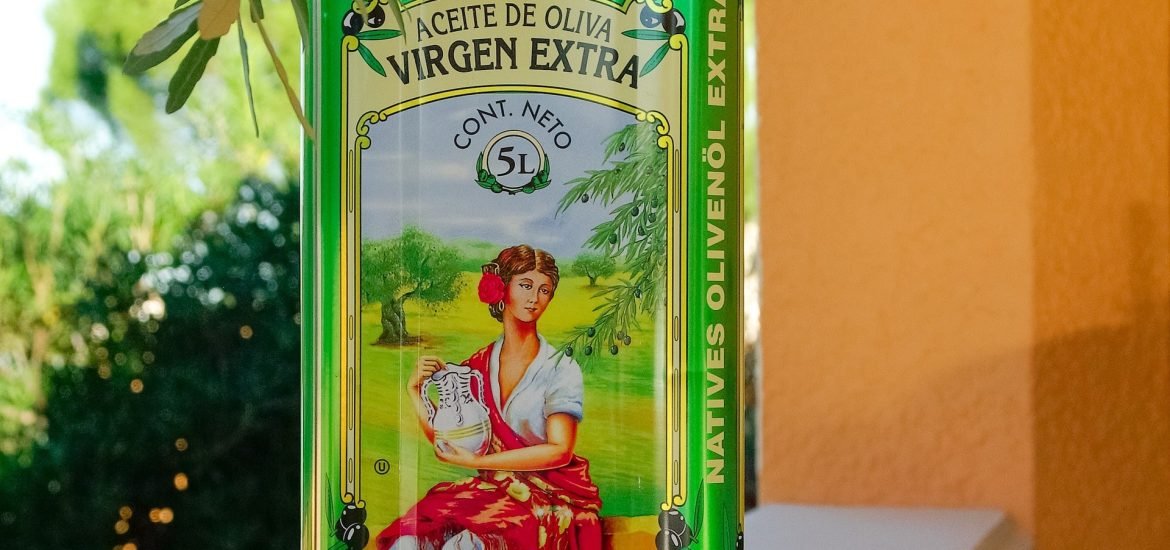 ACEITE DE OLIVA
VIRGEN EXTRA
CONT. NETO
5L
U
NATIVES OLIVENÖL EXTRA